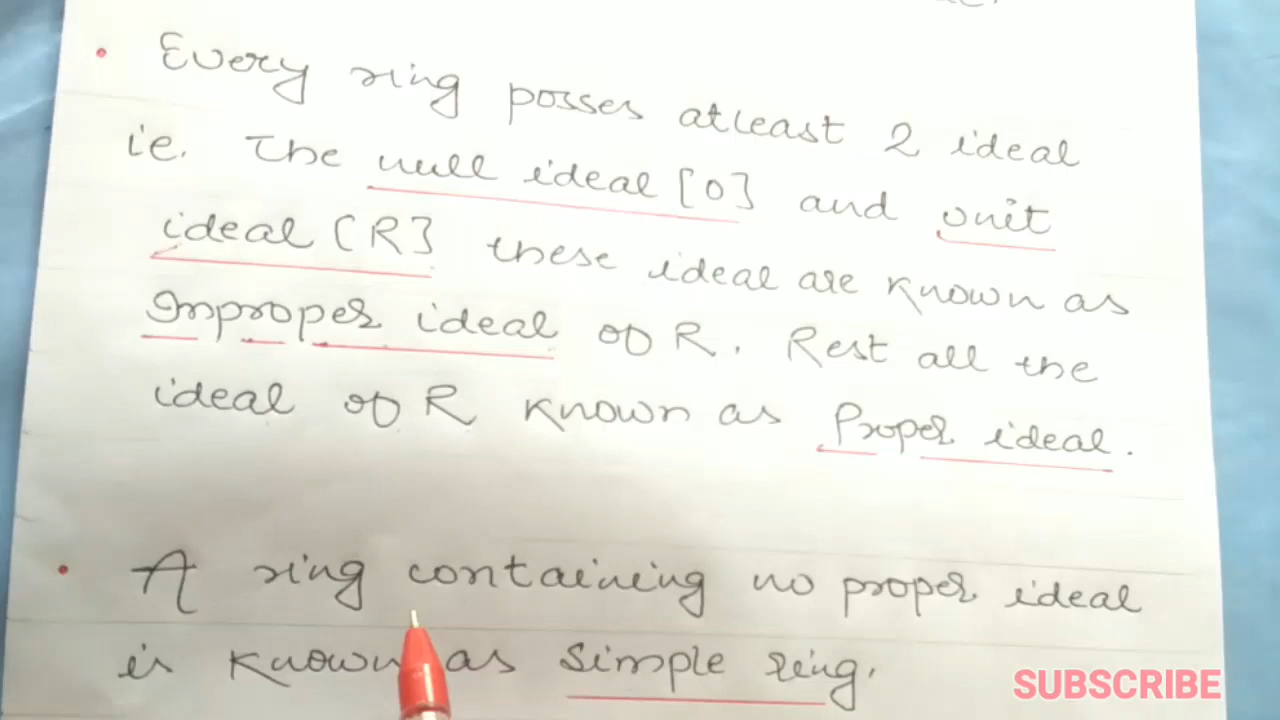 • Every ring posses atleast 2 ideal
ie. The null ideal [0} and unit
ideal [R} these ideal are known as
Improper ideal of R. Rest all the
ideal of R known as Proper ideal.
• A ring containing no proper ideal
is known as simple ring.
SUBSCRIBE